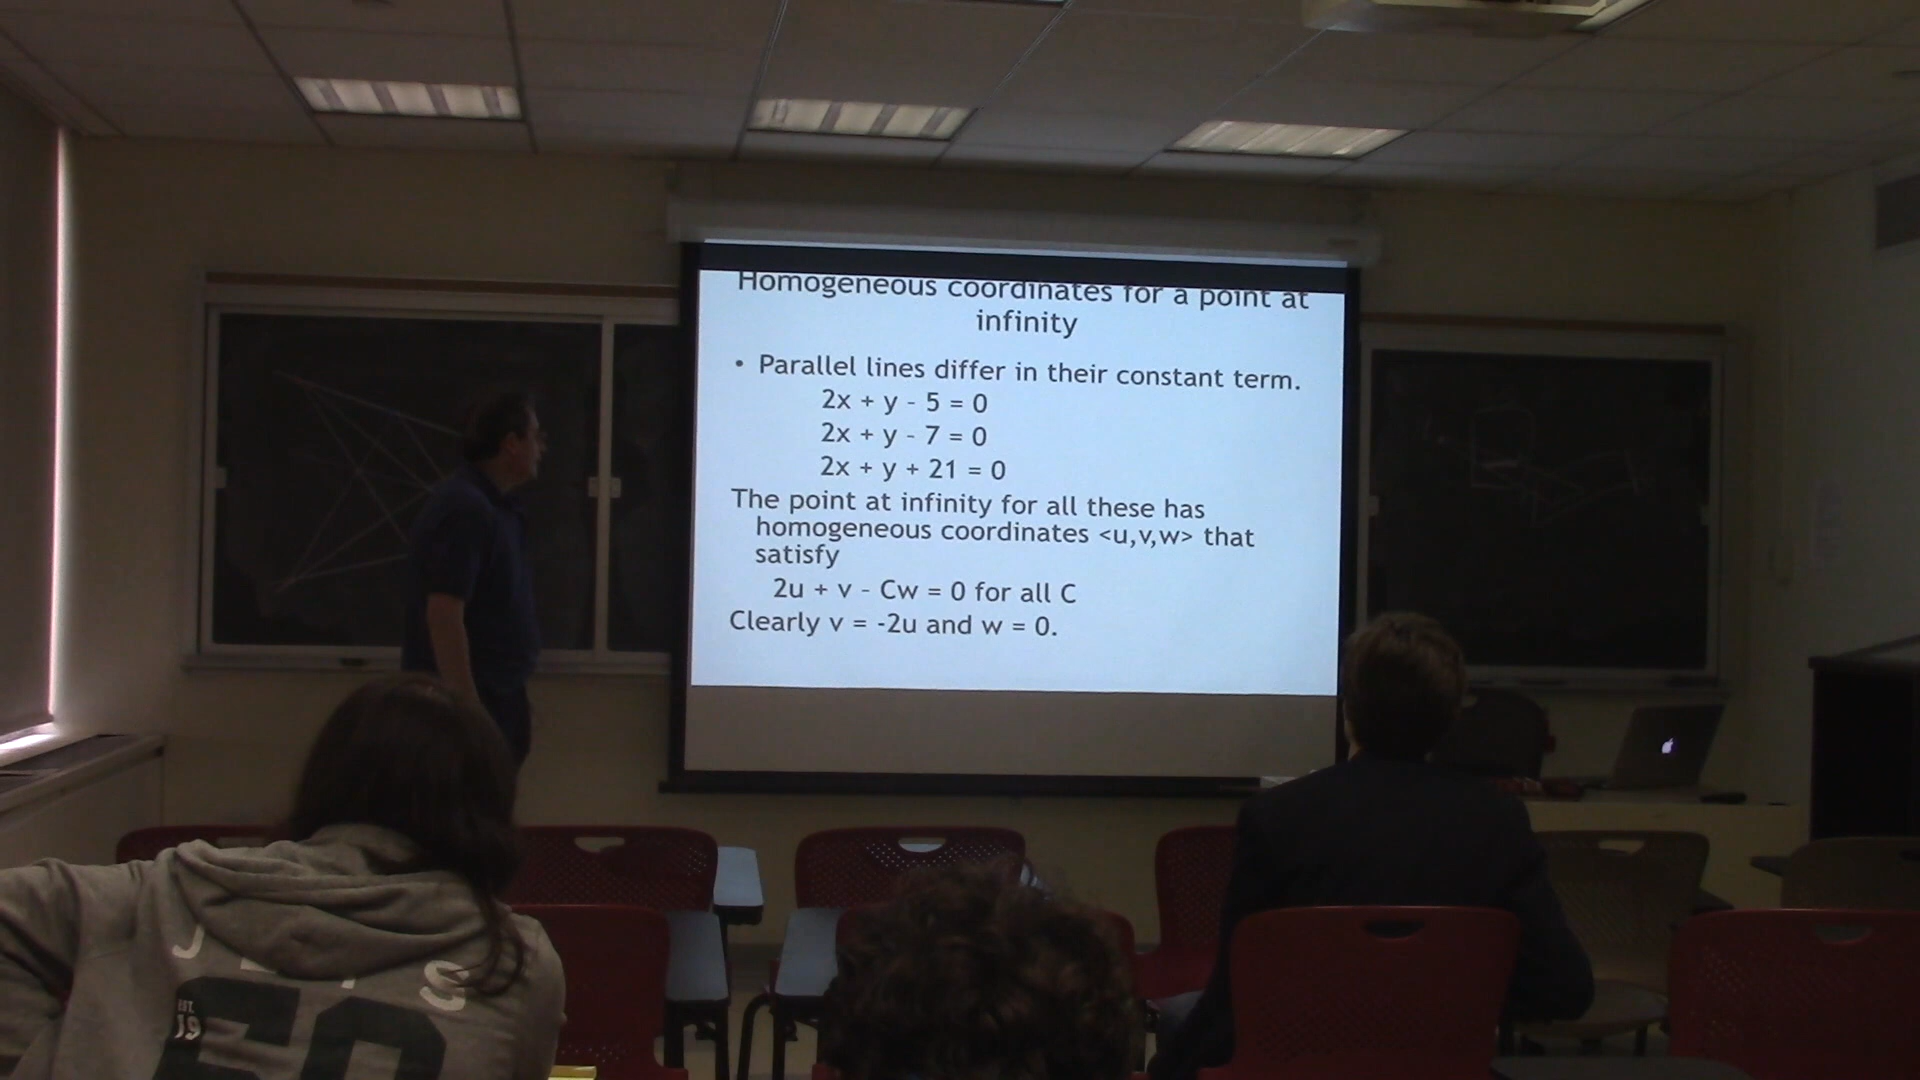 Homogeneous coordinates for a point at
infinity
• Parallel lines differ in their constant term.
2x + y - 5 = 0
2x + y - 7 = 0
2x + y + 21 = 0
The point at infinity for all these has
homogeneous coordinates <u,v,w> that
satisfy
2u + v - Cw = 0 for all C
Clearly v = -2u and w = 0.
EST.
19